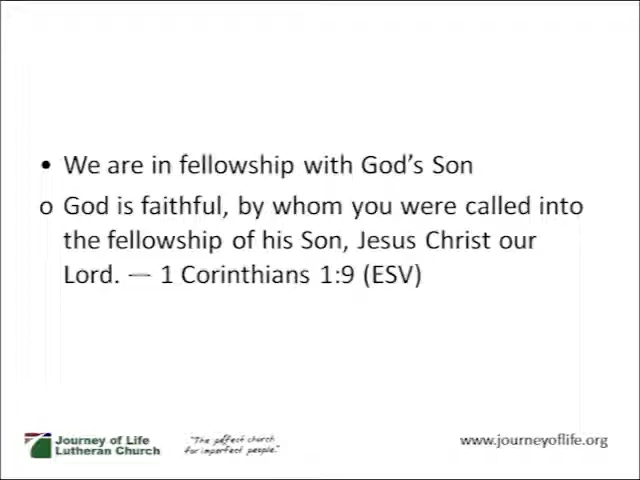 • We are in fellowship with God's Son
o God is faithful, by whom you were called into
the fellowship of his Son, Jesus Christ our
Lord. — 1 Corinthians 1:9 (ESV)
Journey of Life
Lutheran Church
"The perfect church
for imperfect people."
www.journeyoflife.org